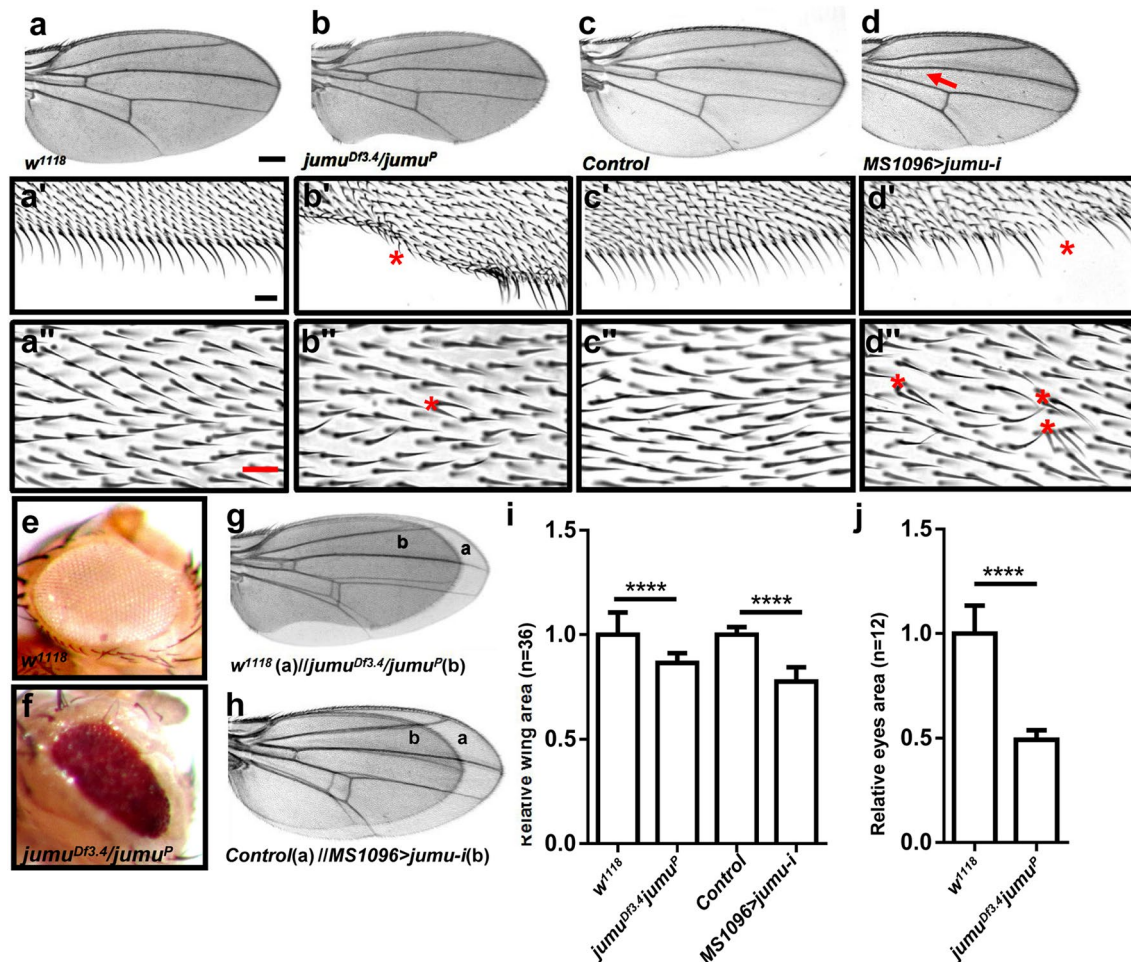 a
w1118
b
jumuDf3.4/jumuP
c
Control
d
MS1096>jumu-i
a'
b'
*
c'
d'
*
a''
b''
*
c''
d''
*
*
*
e
w1118
f
jumuDf3.4/jumuP
g
b
a
w1118 (a)//jumuDf3.4/jumuP(b)
h
b
a
Control(a) //MS1096>jumu-i(b)
i
Relative wing area (n=36)
1.5
1.0
0.5
0.0
****
****
w1118
jumuDf3.4jumuP
Control
MS1096>jumu-i
j
Relative eyes area (n=12)
1.5
1.0
0.5
0.0
****
w1118
jumuDf3.4jumuP